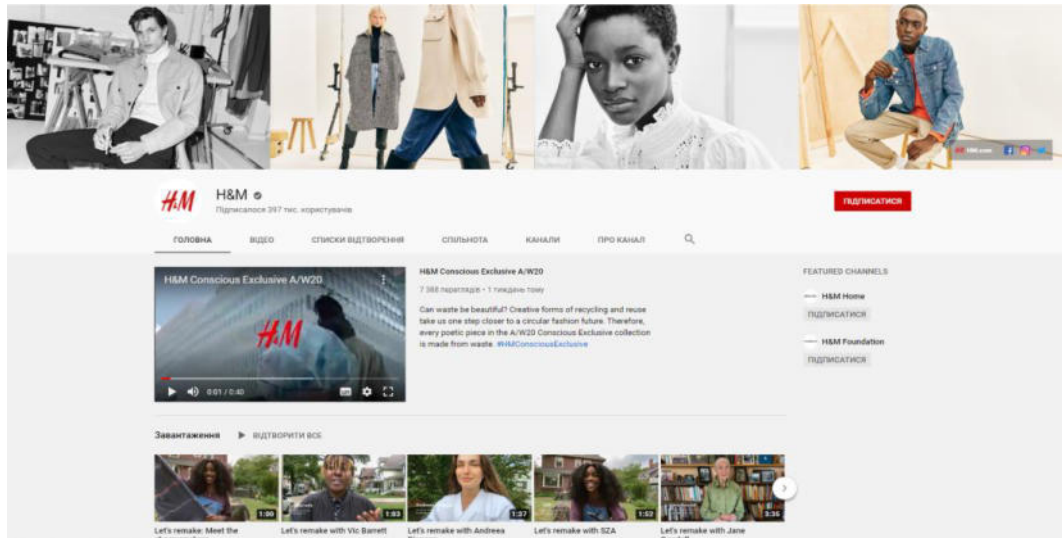 H&M.com
H&M
H&M
Підписалося 397 тис. користувачів
ПІДПИСАТИСЯ
ГОЛОВНА
ВІДЕО
СПИСКИ ВІДТВОРЕННЯ
СПІЛЬНОТА
КАНАЛИ
ПРО КАНАЛ
H&M Conscious Exclusive A/W20
H&M
0:01 / 0:40
H&M Conscious Exclusive A/W20
7 388 переглядів • 1 тиждень тому
Can waste be beautiful? Creative forms of recycling and reuse
take us one step closer to a circular fashion future. Therefore,
every poetic piece in the A/W20 Conscious Exclusive collection
is made from waste. #HMConsciousExclusive
FEATURED CHANNELS
H&M Home
ПІДПИСАТИСЯ
H&M Foundation
ПІДПИСАТИСЯ
Завантаження
ВІДТВОРИТИ ВСЕ
1:00
1:03
1:37
1:52
3:35
Let's remake: Meet the
Let's remake with Vic Barrett
Let's remake with Andreea
Let's remake with SZA
Let's remake with Jane